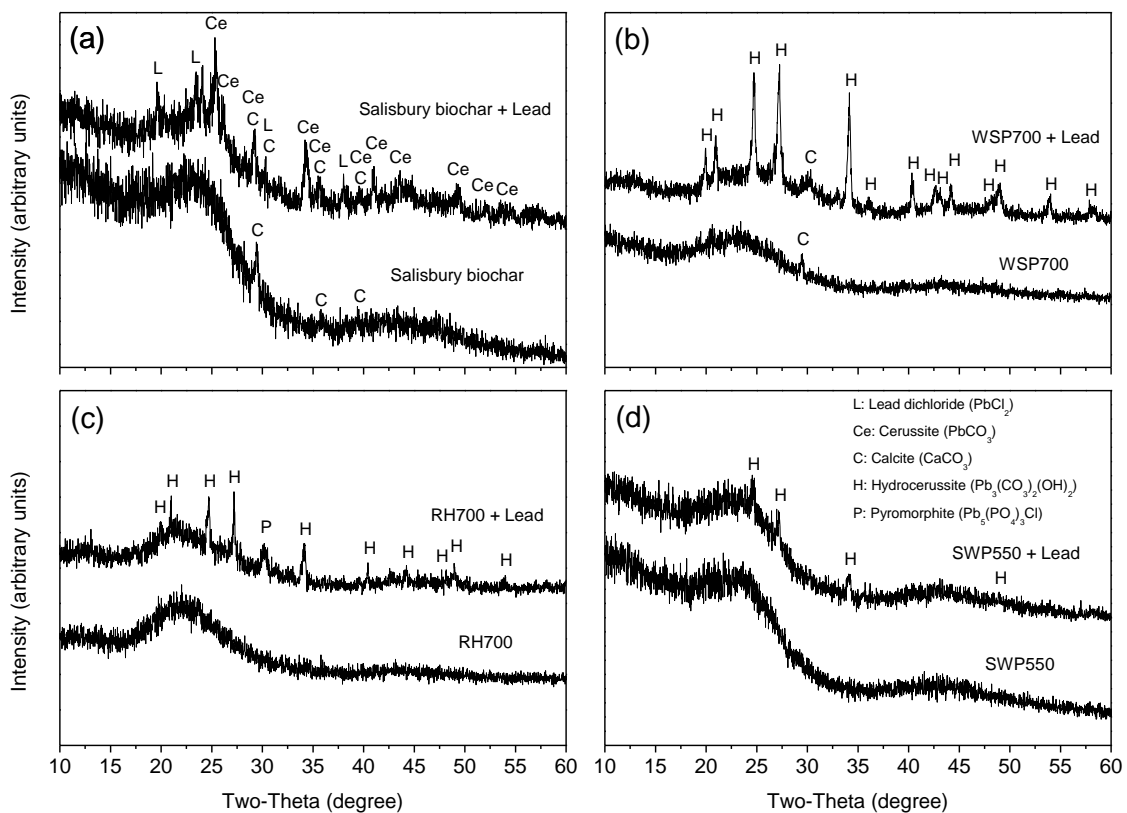 (a)
Ce
L
L
Ce
Ce
C
L
C
Ce
Ce
C
L
Ce
C
Ce
Ce
Ce
Ce
Ce
Salisbury biochar + Lead
C
C
C
Salisbury biochar
Intensity (arbitrary units)
(b)
H
H
H
H
H
C
H
H
H
H
H
H
H
H
H
WSP700 + Lead
C
WSP700
(c)
H
H
H
H
P
H
H
H
H
H
H
RH700 + Lead
RH700
Intensity (arbitrary units)
10 15 20 25 30 35 40 45 50 55 60
Two-Theta (degree)
(d)
L: Lead dichloride (PbCl2)
Ce: Cerussite (PbCO3)
C: Calcite (CaCO3)
H: Hydrocerussite (Pb3(CO3)2(OH)2)
P: Pyromorphite (Pb5(PO4)3Cl)
H
H
H
H
SWP550 + Lead
SWP550
10 15 20 25 30 35 40 45 50 55 60
Two-Theta (degree)